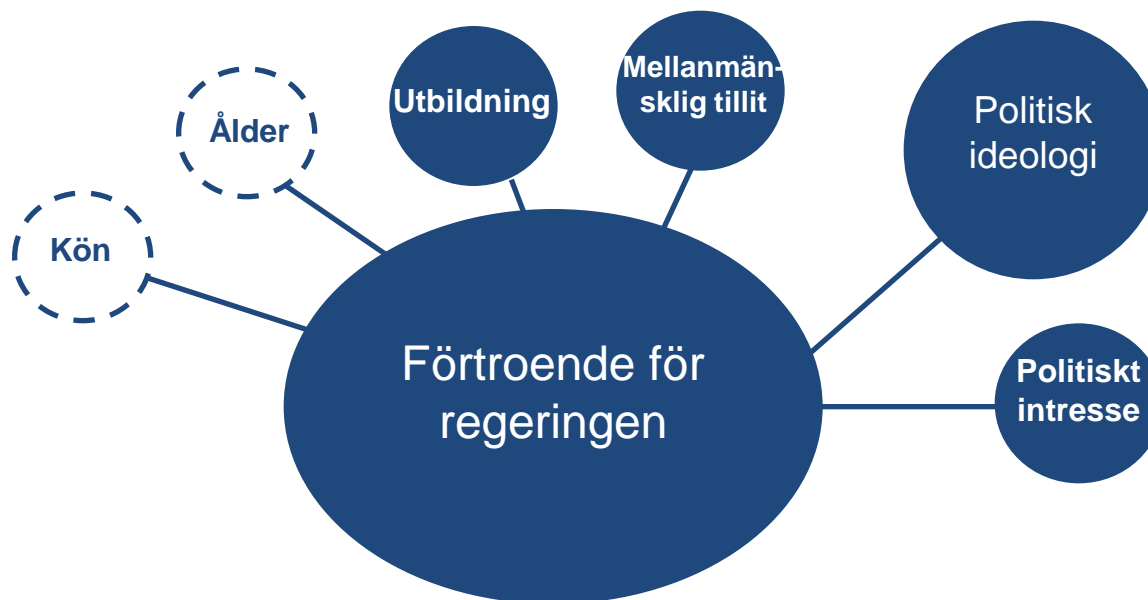 Mellanmän-
sklig tillit
Utbildning
Politisk
ideologi
Ålder
Kön
Förtroende för
regeringen
Politiskt
intresse